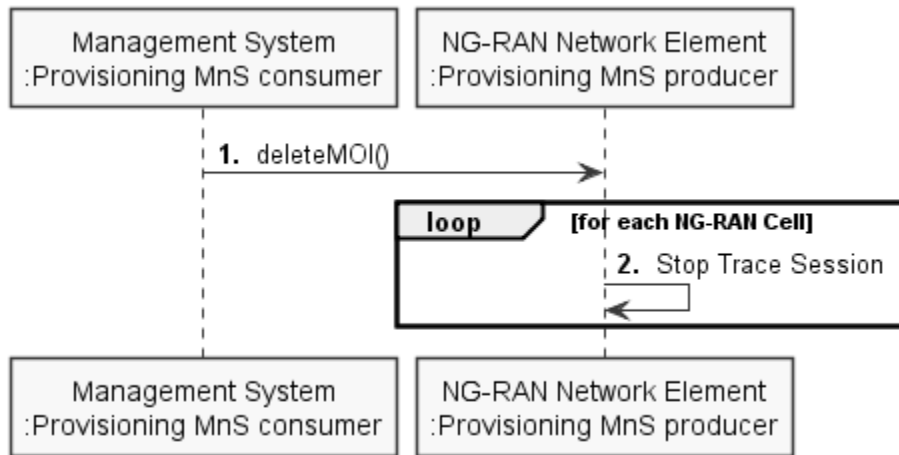 Management System
:Provisioning MnS consumer
NG-RAN Network Element
:Provisioning MnS producer
1. deleteMOI()
loop
[for each NG-RAN Cell]
2. Stop Trace Session
Management System
:Provisioning MnS consumer
NG-RAN Network Element
:Provisioning MnS producer